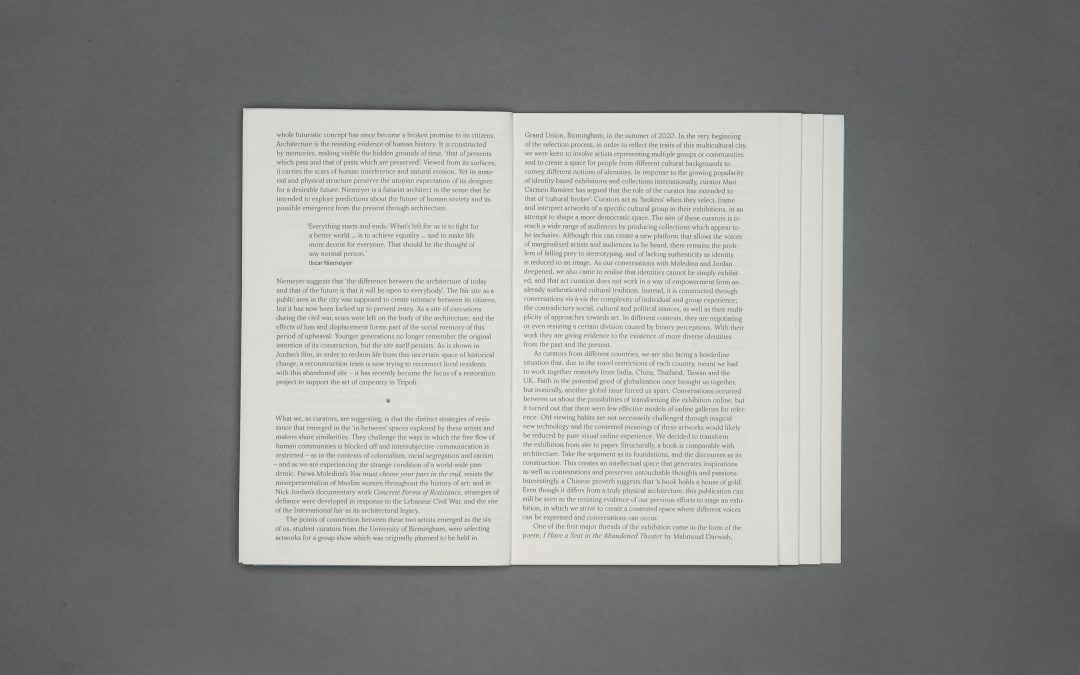 whole futuristic concept has since become a broken promise to its citizens.
Architecture is the resisting evidence of human history. It is constructed
by memories, making visible the hidden grounds of time, ‘that of presents
which pass and that of pasts which are preserved’. Viewed from its surfaces,
it carries the scars of human interference and natural erosion. Yet its mate-
rial and physical structure preserve the utopian expectation of its designer
for a desirable future. Niemeyer is a futurist architect in the sense that he
intended to explore predictions about the future of human society and its
possible emergence from the present through architecture.
‘Everything starts and ends. What’s left for us is to fight for
a better world ... is to achieve equality ... and to make life
more decent for everyone. That should be the thought of
any normal person.’
Oscar Niemeyer
Niemeyer suggests that ‘the difference between the architecture of today
and that of the future is that it will be open to everybody’. The fair site as a
public area in the city was supposed to create intimacy between its citizens,
but it has now been locked up to prevent entry. As a site of executions
during the civil war, scars were left on the body of the architecture, and the
effects of loss and displacement forms part of the social memory of this
period of upheaval. Younger generations no longer remember the original
intention of its construction, but the site itself persists. As is shown in
Jordan’s film, in order to reclaim life from this uncertain space of historical
change, a reconstruction team is now trying to reconnect local residents
with this abandoned site – it has recently become the focus of a restoration
project to support the art of carpentry in Tripoli.
*
What we, as curators, are suggesting, is that the distinct strategies of resis-
tance that emerged in the ‘in-between’ spaces explored by these artists and
makers share similarities. They challenge the ways in which the free flow of
human communities is blocked off and intersubjective communication is
restricted – as in the contexts of colonialism, racial segregation and racism
– and as we are experiencing the strange condition of a world-wide pan-
demic. Farwa Moledina’s You must choose your part in the end, resists the
misrepresentation of Muslim women throughout the history of art; and in
Nick Jordan’s documentary work Concrete Forms of Resistance, strategies of
defiance were developed in response to the Lebanese Civil War, and the site
of the International fair as its architectural legacy.
The points of connection between these two artists emerged as the six
of us, student curators from the University of Birmingham, were selecting
artworks for a group show which was originally planned to be held in
Grand Union, Birmingham, in the summer of 2020. In the very beginning
of the selection process, in order to reflect the traits of this multicultural city,
we were keen to involve artists representing multiple groups or communities
and to create a space for people from different cultural backgrounds to
convey different notions of identities. In response to the growing popularity
of identity based exhibitions and collections internationally, curator Mari
Carmen Ramírez has argued that the role of the curator has extended to
that of ‘cultural broker’. Curators act as ‘brokers’ when they select, frame
and interpret artworks of a specific cultural group in their exhibitions, in an
attempt to shape a more democratic space. The aim of these curators is to
reach a wide range of audiences by producing collections which appear to
be inclusive. Although this can create a new platform that allows the voices
of marginalised artists and audiences to be heard, there remains the prob-
lem of falling prey to stereotyping, and of lacking authenticity as identity
is reduced to an image. As our conversations with Moledina and Jordan
deepened, we also came to realise that identities cannot be simply exhibit-
ed, and that art curation does not work in a way of empowerment from an
already authenticated cultural tradition. Instead, it is constructed through
conversations vis-à-vis the complexity of individual and group experience;
the contradictory social, cultural and political stances, as well as their multi-
plicity of approaches towards art. In different contexts, they are negotiating
or even resisting a certain division caused by binary perceptions. With their
work they are giving evidence to the existence of more diverse identities
from the past and the present.
As curators from different countries, we are also facing a borderline
situation that, due to the travel restrictions of each country, meant we had
to work together remotely from India, China, Thailand, Taiwan and the
UK. Faith in the potential good of globalisation once brought us together,
but ironically, another global issue forced us apart. Conversations occurred
between us about the possibilities of transforming the exhibition online, but
it turned out that there were few effective models of online galleries for refer-
ence. Old viewing habits are not necessarily challenged through magical
new technology and the contested meanings of these artworks would likely
be reduced by pure visual online experience. We decided to transform
the exhibition from site to paper. Structurally, a book is comparable with
architecture. Take the argument as its foundations, and the discourses as its
construction. This creates an intellectual space that generates inspirations
as well as contestations and preserves untouchable thoughts and passions.
Interestingly, a Chinese proverb suggests that ‘a book holds a house of gold’.
Even though it differs from a truly physical architecture, this publication can
still be seen as the resisting evidence of our previous efforts to stage an exhi-
bition, in which we strive to create a contested space where different voices
can be expressed and conversations can occur.
One of the first major threads of the exhibition came in the form of the
poem, I Have a Seat in the Abandoned Theater by Mahmoud Darwish,